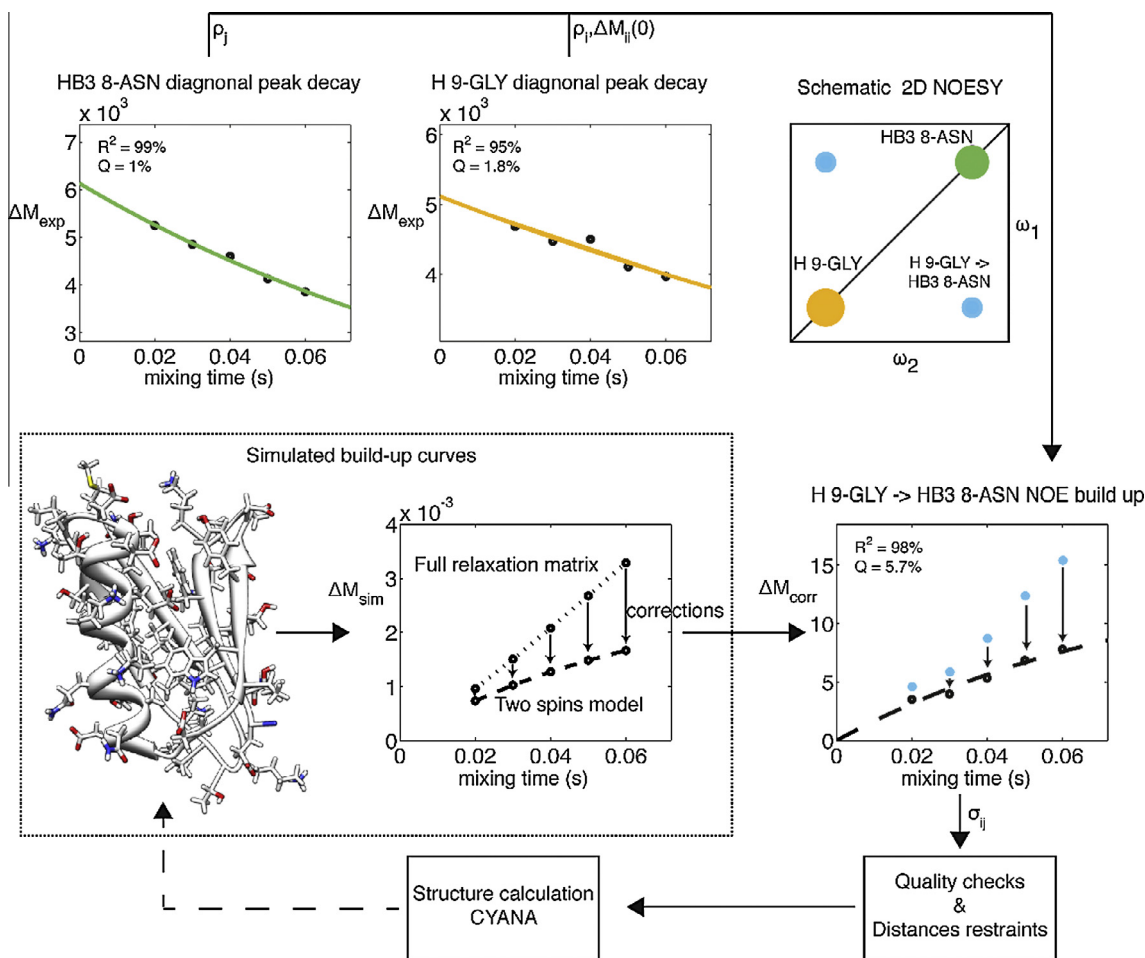 ρj
ρi,ΔMii(0)
HB3 8-ASN diagnonal peak decay
x 10³
R² = 99%
Q = 1%
7
6
5
4
3
ΔMexp
0 0.02 0.04 0.06
mixing time (s)
H 9-GLY diagnonal peak decay
x 10³
R² = 95%
Q = 1.8%
6
5
4
ΔMexp
0 0.02 0.04 0.06
mixing time (s)
Schematic 2D NOESY
HB3 8-ASN
H 9-GLY
H 9-GLY ->
HB3 8-ASN
ω1
ω2
Simulated build-up curves
x 10⁻³
4
3
2
1
0
ΔMsim
Full relaxation matrix
corrections
Two spins model
0 0.02 0.04 0.06
mixing time (s)
H 9-GLY -> HB3 8-ASN NOE build up
R² = 98%
Q = 5.7%
15
10
5
0
ΔMcorr
0 0.02 0.04 0.06
mixing time (s)
σij
Quality checks
&
Distances restraints
Structure calculation
CYANA